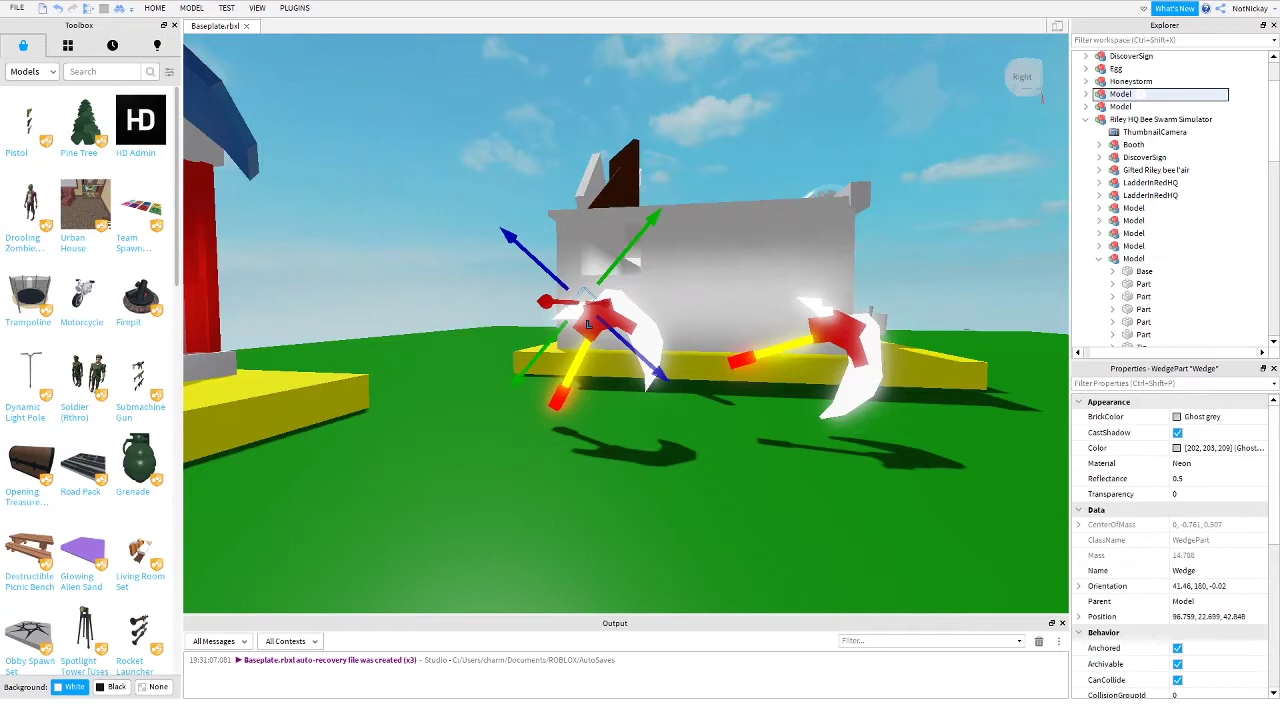 FILE HOME MODEL TEST VIEW PLUGINS What's New NotNickay
Toolbox
Baseplate.rbxl
Models Search
Pistol Pine Tree HD Admin
HD
Drooling Zombie... Urban House Team Spawn...
Trampoline Motorcycle Firepit
Dynamic Light Pole Soldier (Rthro) Submachine Gun
Opening Treasure... Road Pack Grenade
Destructible Picnic Bench Glowing Alien Sand Living Room Set
Obby Spawn Set Spotlight Tower [Uses Rocket Launcher
Background: White Black None
Right
L
Output
All Messages All Contexts Filter...
19:31:07.081 Baseplate.rbxl auto-recovery file was created (x3) - Studio - C:/Users/charm/Documents/ROBLOX/AutoSaves
Explorer
Filter workspace (Ctrl+Shift+X)
DiscoverSign
Egg
Honeystorm
Model
Model
Riley HQ Bee Swarm Simulator
ThumbnailCamera
Booth
DiscoverSign
Gifted Riley bee l'air
LadderInRedHQ
LadderInRedHQ
Model
Model
Model
Model
Model
Base
Part
Part
Part
Part
Part
Properties - WedgePart "Wedge"
Filter Properties (Ctrl+Shift+P)
Appearance
BrickColor Ghost grey
CastShadow
Color [202, 203, 209] (Ghost...
Material Neon
Reflectance 0.5
Transparency 0
Data
CenterOfMass 0, -0.761, 0.507
ClassName WedgePart
Mass 14.788
Name Wedge
Orientation 41.46, 180, -0.02
Parent Model
Position 96.759, 22.699, 42.848
Behavior
Anchored
Archivable
CanCollide
CollisionGroupId 0